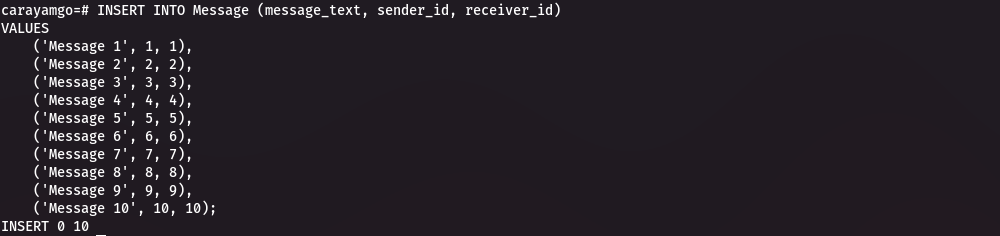 carayamgo=# INSERT INTO Message (message_text, sender_id, receiver_id)
VALUES
    ('Message 1', 1, 1),
    ('Message 2', 2, 2),
    ('Message 3', 3, 3),
    ('Message 4', 4, 4),
    ('Message 5', 5, 5),
    ('Message 6', 6, 6),
    ('Message 7', 7, 7),
    ('Message 8', 8, 8),
    ('Message 9', 9, 9),
    ('Message 10', 10, 10);
INSERT 0 10